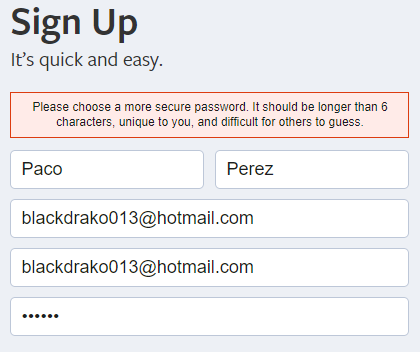 Sign Up
It's quick and easy.
Please choose a more secure password. It should be longer than 6
characters, unique to you, and difficult for others to guess.
Paco Perez
blackdrako013@hotmail.com
blackdrako013@hotmail.com
••••••